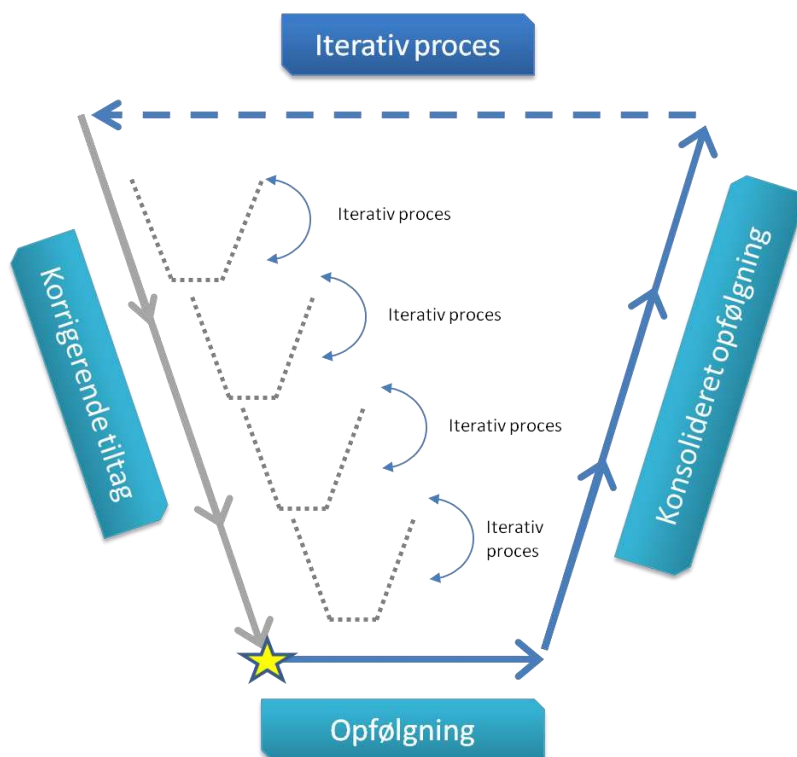 Iterativ proces
Iterativ proces
Iterativ proces
Iterativ proces
Iterativ
proces
Korrigerende tiltag
Konsolideret opfølgning
Opfølgning